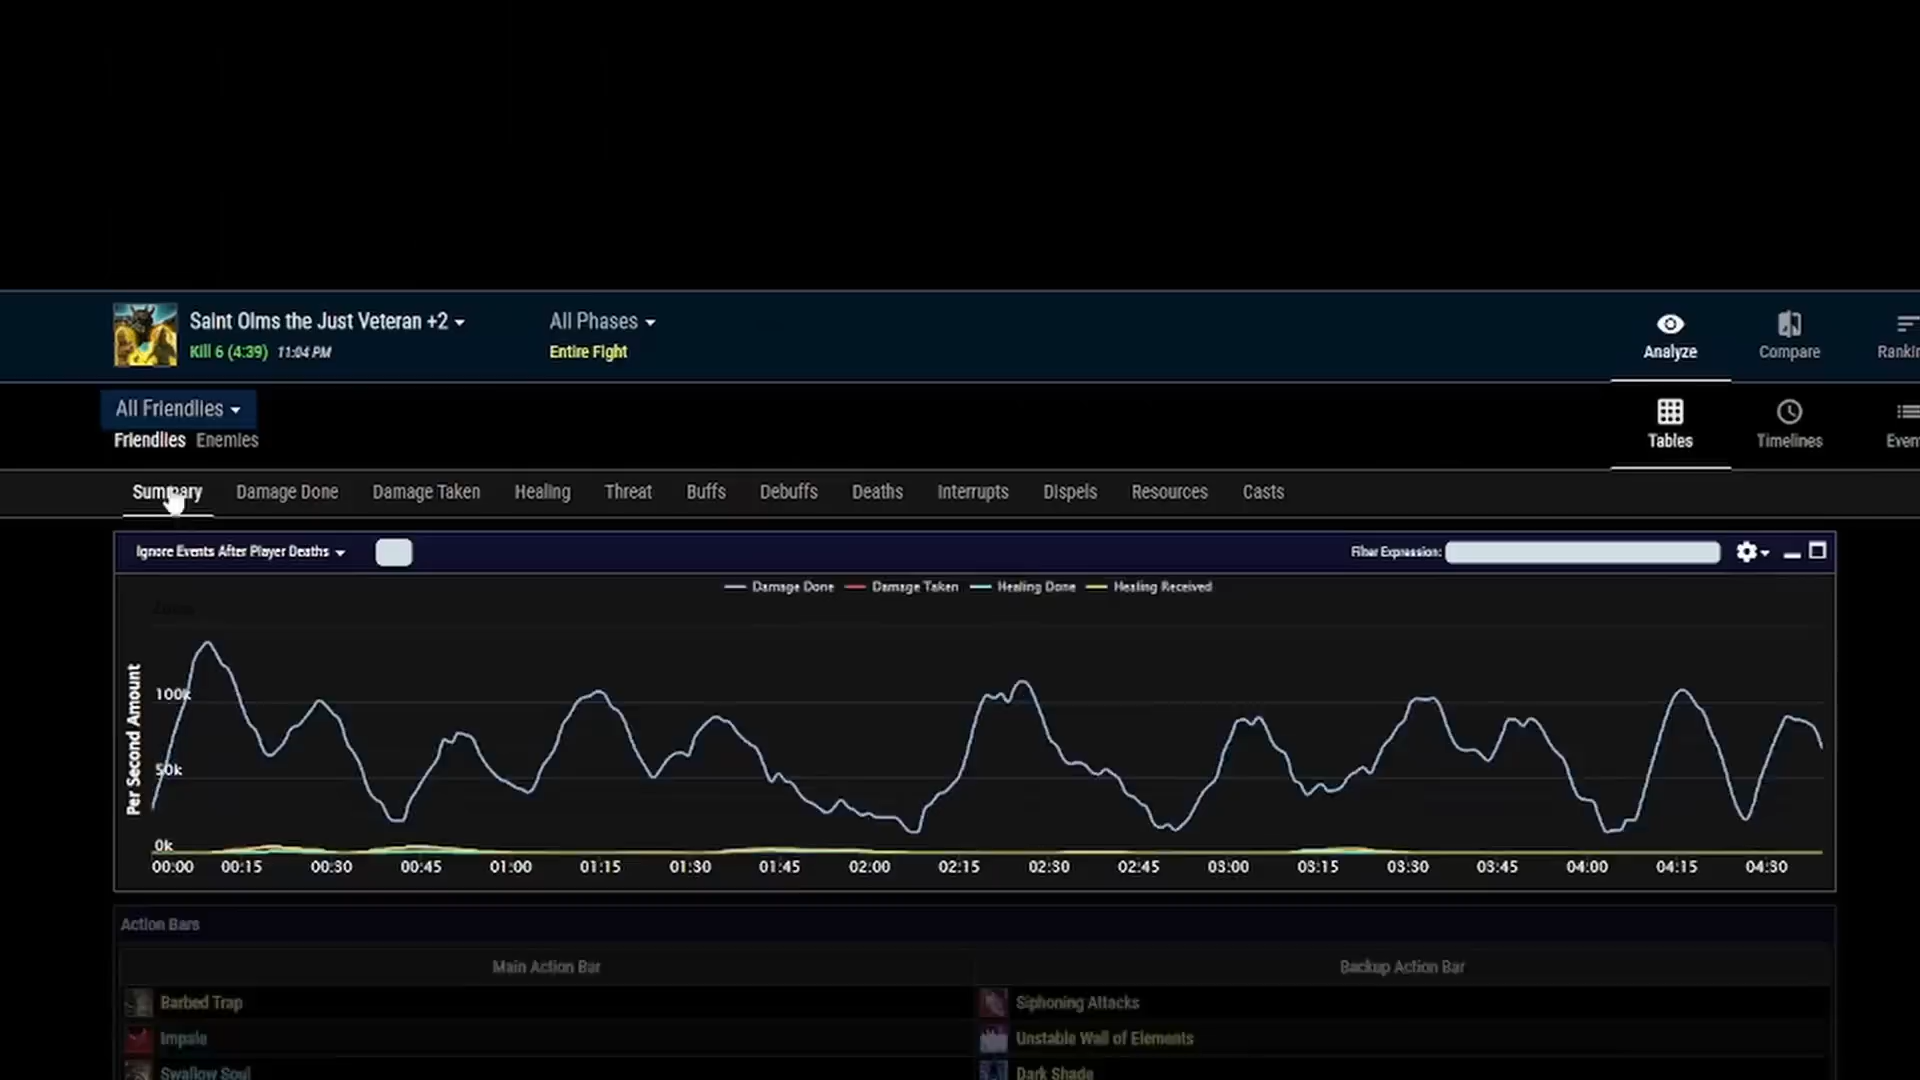 Saint Olms the Just Veteran +2
Kill 6 (4:39) 11:04 PM
All Phases
Entire Fight
Analyze
Compare
Rankin
All Friendlies
Friendlies Enemies
Tables
Timelines
Even
Summary Damage Done Damage Taken Healing Threat Buffs Debuffs Deaths Interrupts Dispels Resources Casts
Ignore Events After Player Deaths
Filter Expression:
Damage Done Damage Taken Healing Done Healing Received
Zoom
Per Second Amount
100k
50k
0k
00:00 00:15 00:30 00:45 01:00 01:15 01:30 01:45 02:00 02:15 02:30 02:45 03:00 03:15 03:30 03:45 04:00 04:15 04:30
Action Bars
Main Action Bar Backup Action Bar
Barbed Trap Siphoning Attacks
Impale Unstable Wall of Elements
Swallow Soul Dark Shade